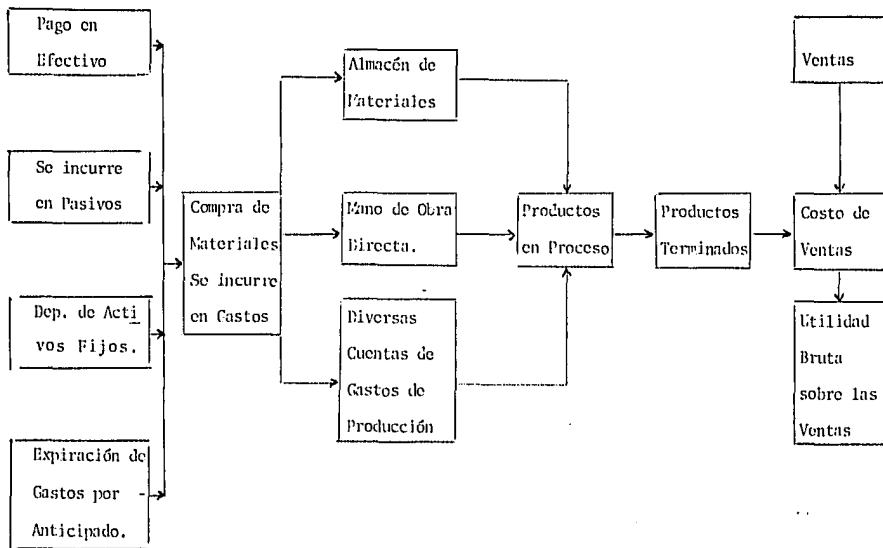 Pago en
Efectivo
Se incurre
en Pasivos
Dep. de Acti
vos Fijos.
Expiración de
Gastos por -
Anticipado.
Compra de
Materiales
Se incurre
en Gastos
Almacén de
Materiales
Mano de Obra
Directa.
Diversas
Cuentas de
Gastos de
Producción
Productos
en Proceso
Productos
Terminados
Ventas
Costo de
Ventas
Utilidad
Bruta
sobre las
Ventas